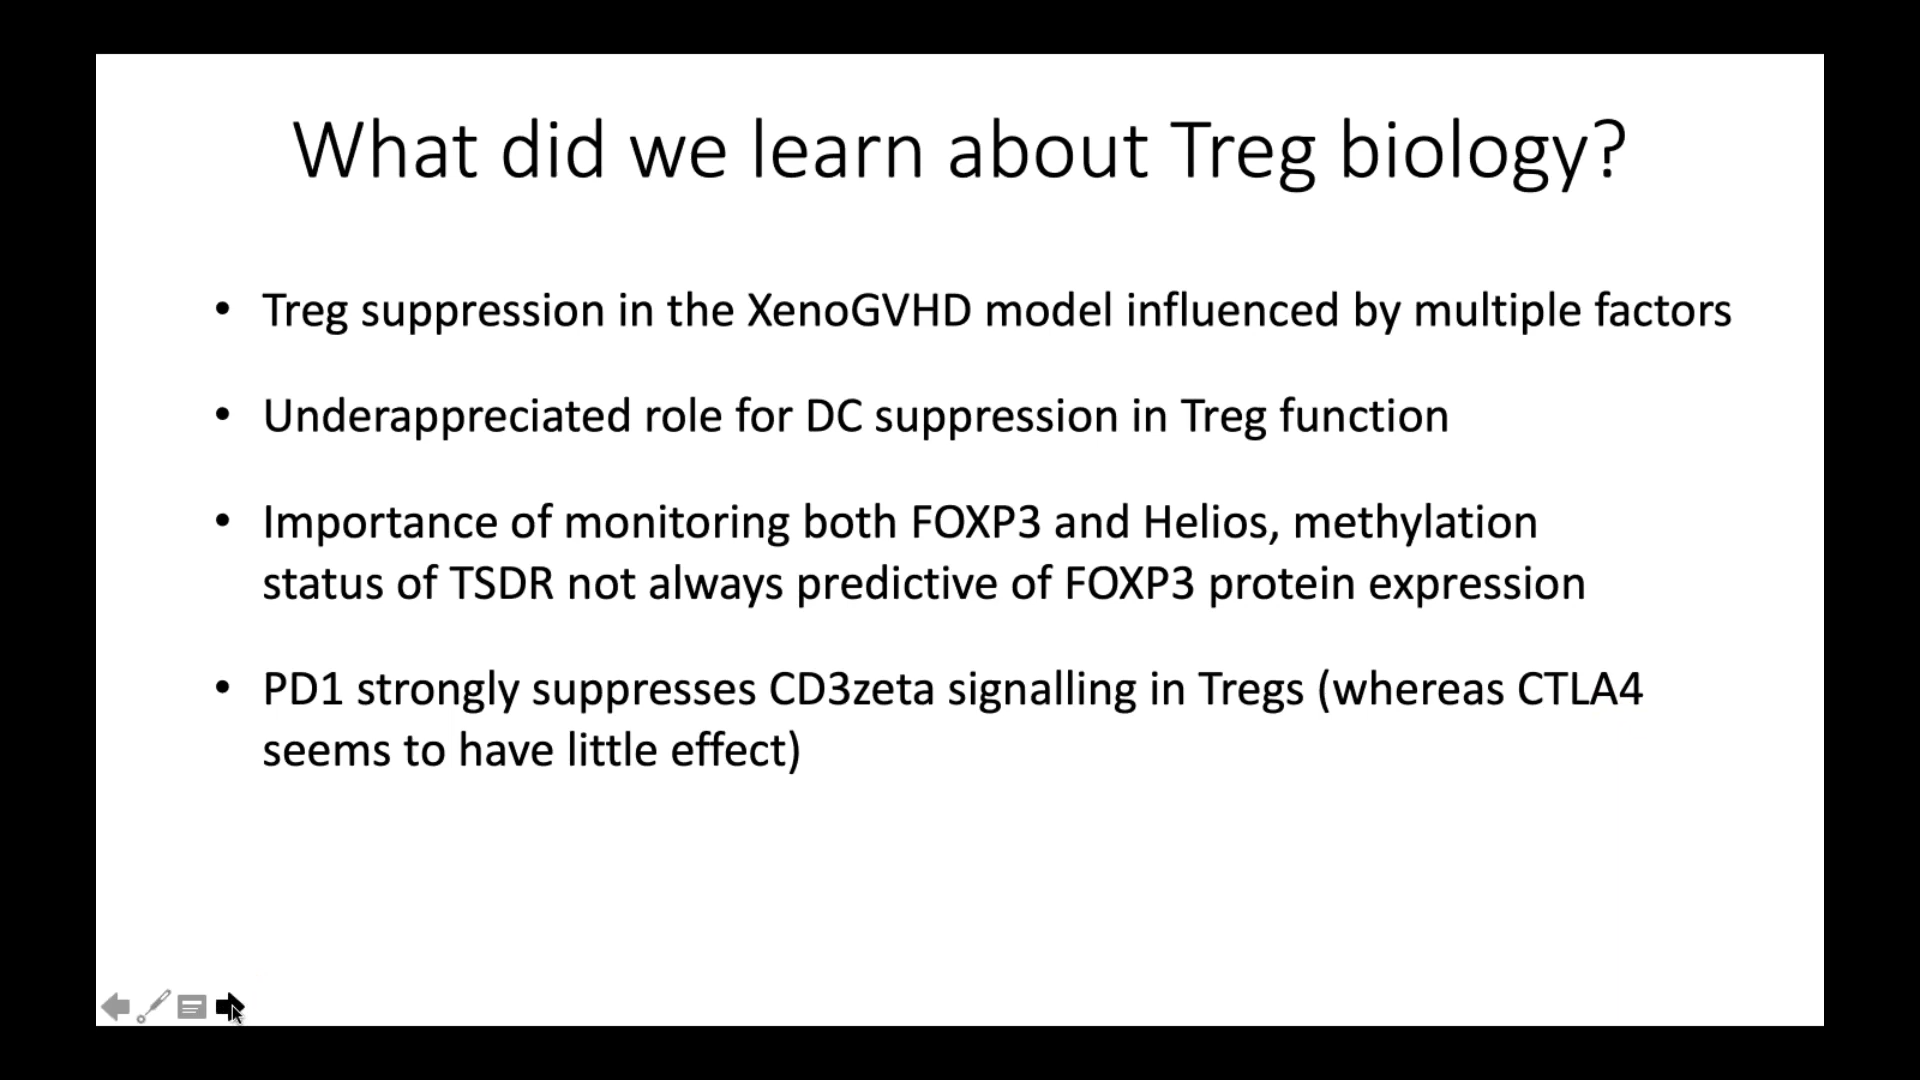 What did we learn about Treg biology?
• Treg suppression in the XenoGVHD model influenced by multiple factors
• Underappreciated role for DC suppression in Treg function
• Importance of monitoring both FOXP3 and Helios, methylation
status of TSDR not always predictive of FOXP3 protein expression
• PD1 strongly suppresses CD3zeta signalling in Tregs (whereas CTLA4
seems to have little effect)